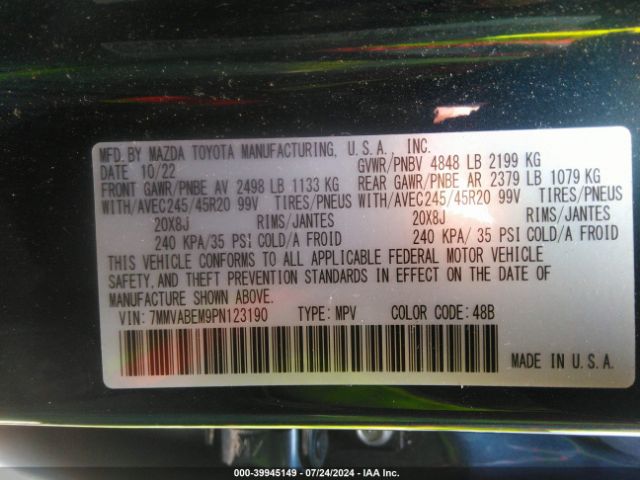 MFD. BY MAZDA TOYOTA MANUFACTURING, U.S.A., INC.
DATE 10/22 GVWR/PNBV 4848 LB 2199 KG
FRONT GAWR/PNBE AV 2498 LB 1133 KG REAR GAWR/PNBE AR 2379 LB 1079 KG
WITH/AVEC245/45R20 99V TIRES/PNEUS WITH/AVEC245/45R20 99V TIRES/PNEUS
20X8J RIMS/JANTES 20X8J RIMS/JANTES
240 KPA/35 PSI COLD/A FROID 240 KPA/ 35 PSI COLD/A FROID
THIS VEHICLE CONFORMS TO ALL APPLICABLE FEDERAL MOTOR VEHICLE
SAFETY, AND THEFT PREVENTION STANDARDS IN EFFECT ON THE DATE OF
MANUFACTURE SHOWN ABOVE.
VIN: 7MMVABEM9PN123190 TYPE: MPV COLOR CODE: 48B
MADE IN U.S.A.
000-39945149 - 07/24/2024 - IAA Inc.